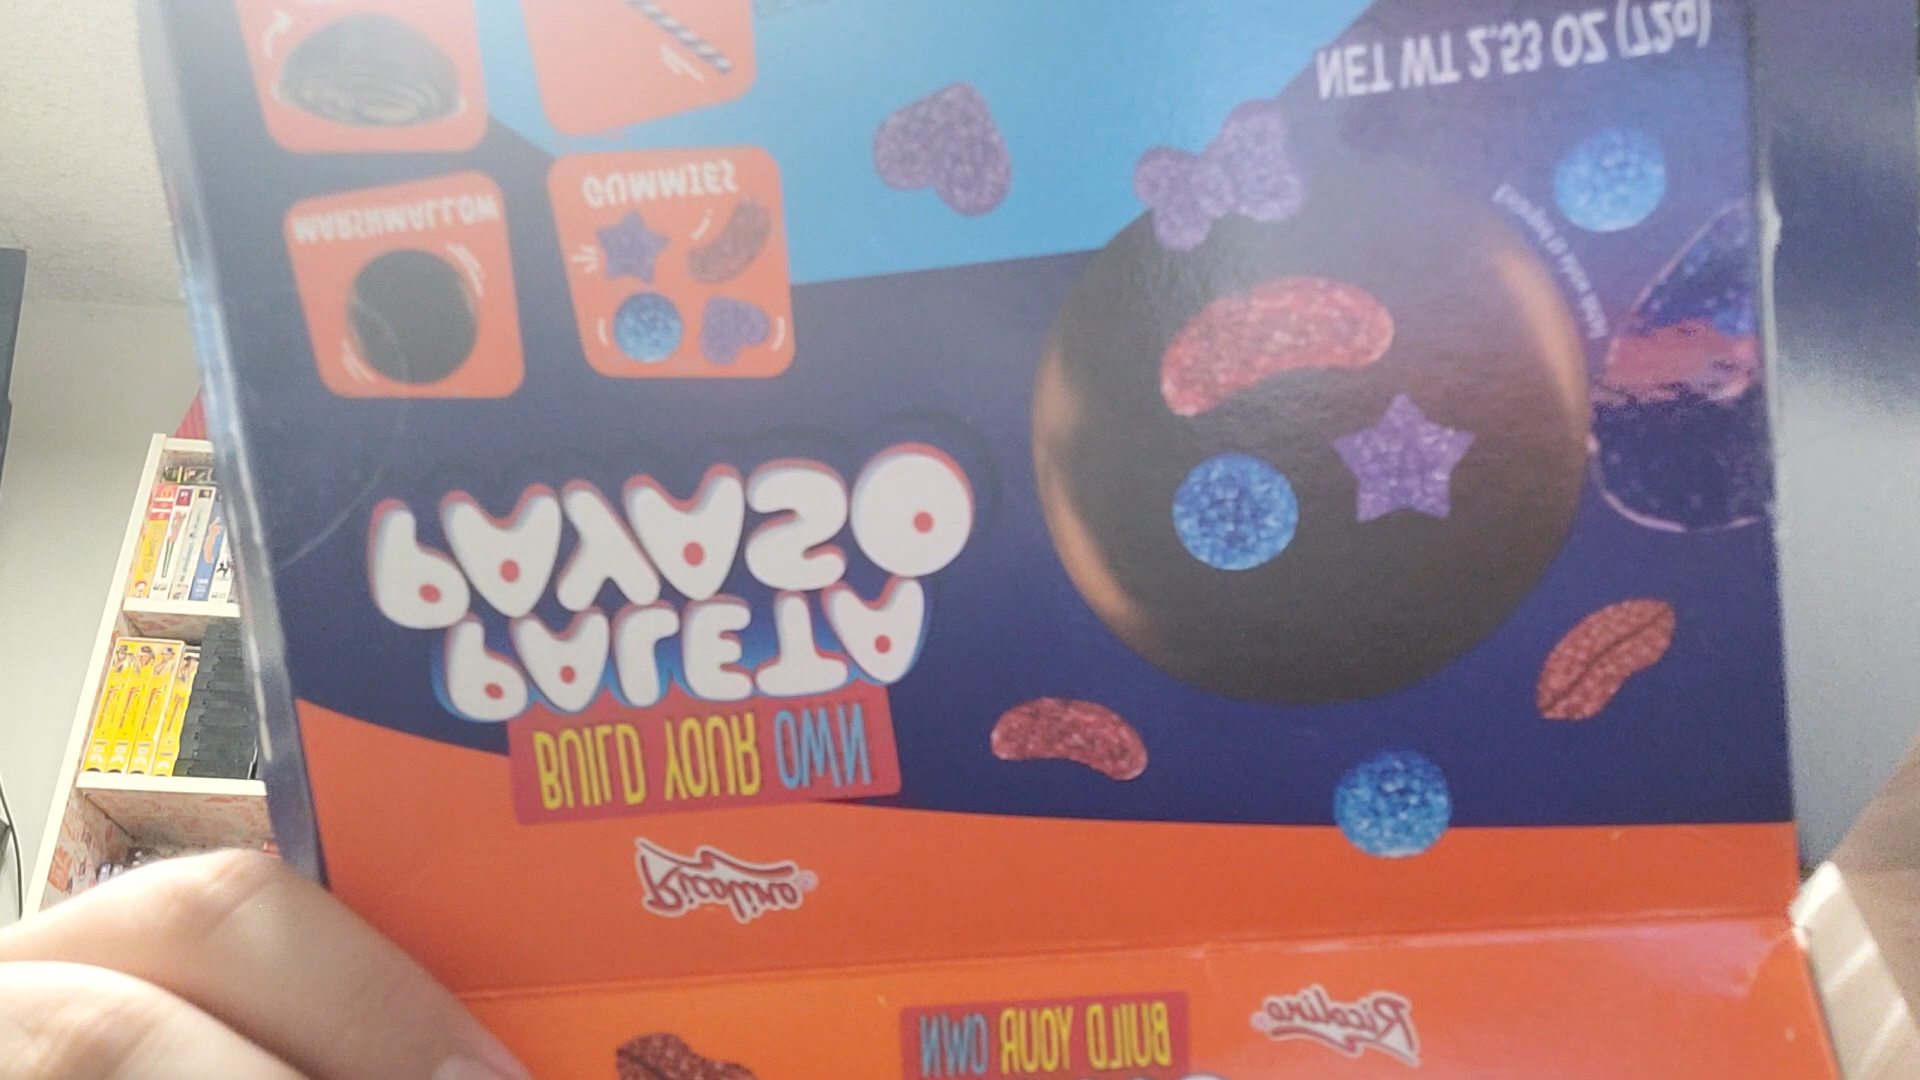 Ricolino
BUILD YOUR OWN
PALETA
PAYASO
MARSHMALLOW
GUMMIES
NET WT 2.53 OZ (72g)
Ricolino
BUILD YOUR OWN